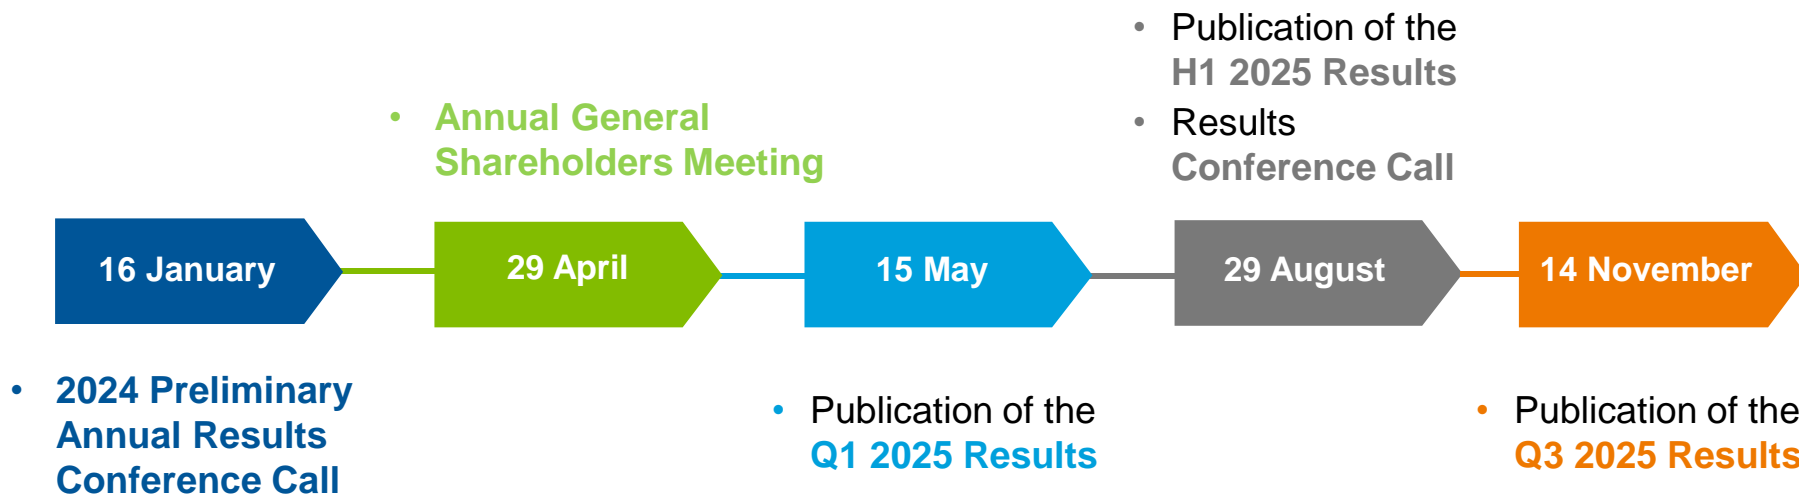 • Publication of the
H1 2025 Results
• Results
Conference Call
• Annual General
Shareholders Meeting
16 January
29 April
15 May
29 August
14 November
• 2024 Preliminary
Annual Results
Conference Call
• Publication of the
Q1 2025 Results
• Publication of the
Q3 2025 Results